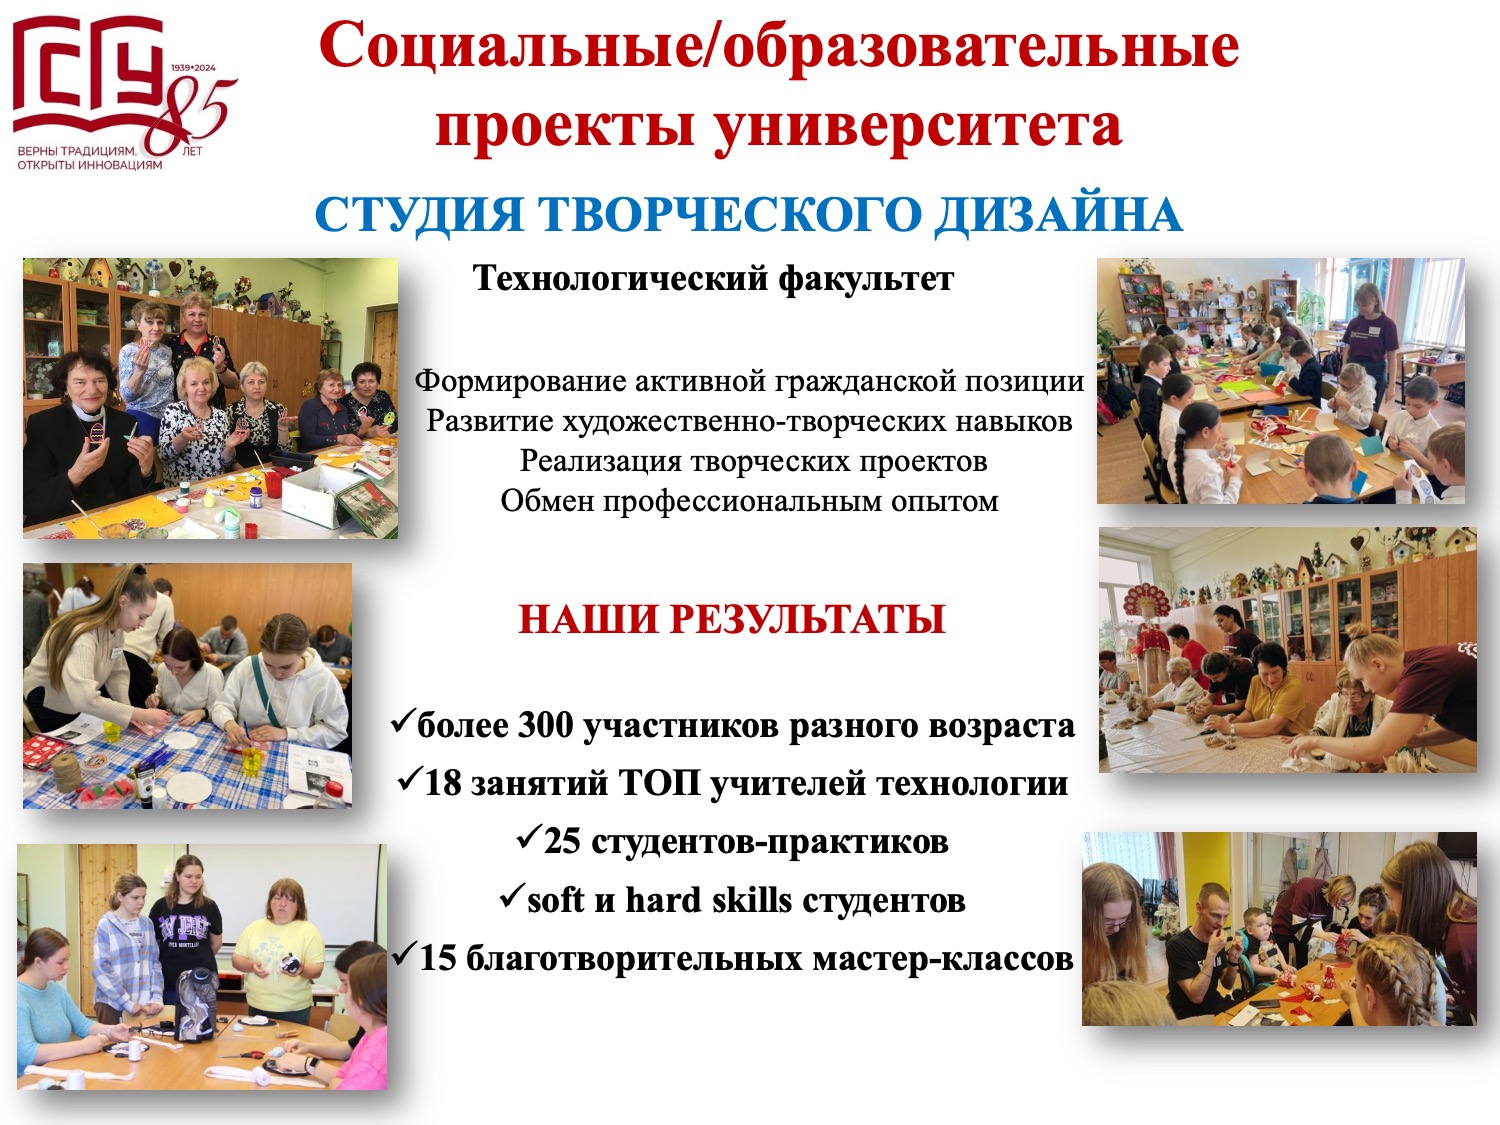 ГСГУ
1939•2024
85
ВЕРНЫ ТРАДИЦИЯМ, ЛЕТ
ОТКРЫТЫ ИННОВАЦИЯМ
Социальные/образовательные
проекты университета
СТУДИЯ ТВОРЧЕСКОГО ДИЗАЙНА
Технологический факультет
Формирование активной гражданской позиции
Развитие художественно-творческих навыков
Реализация творческих проектов
Обмен профессиональным опытом
НАШИ РЕЗУЛЬТАТЫ
✓более 300 участников разного возраста
✓18 занятий ТОП учителей технологии
✓25 студентов-практиков
✓soft и hard skills студентов
✓15 благотворительных мастер-классов